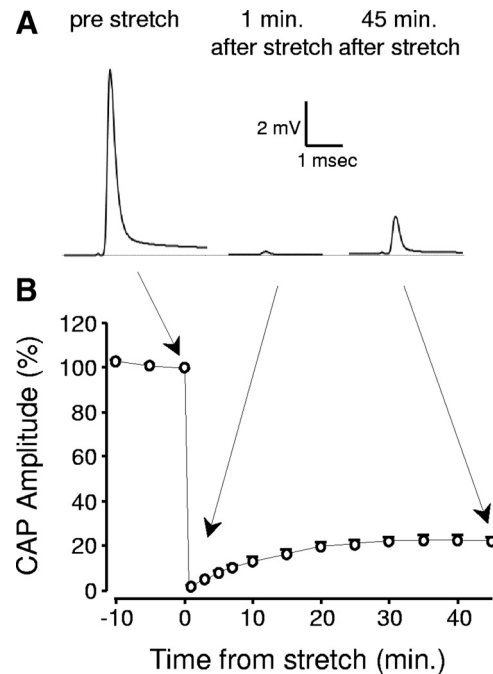 A
pre stretch
1 min.
after stretch
45 min.
after stretch
2 mV
1 msec
B
CAP Amplitude (%)
120
100
80
60
40
20
0
-10 0 10 20 30 40
Time from stretch (min.)